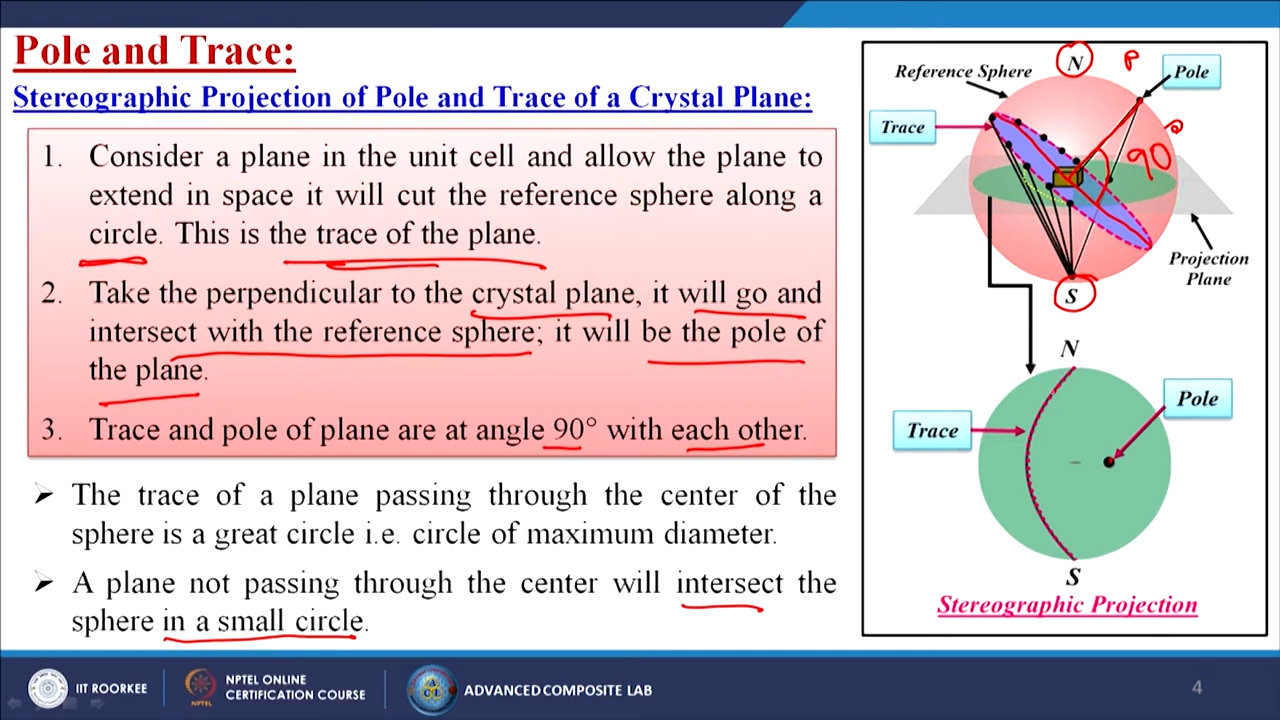 Pole and Trace:
Stereographic Projection of Pole and Trace of a Crystal Plane:
1. Consider a plane in the unit cell and allow the plane to
extend in space it will cut the reference sphere along a
circle. This is the trace of the plane.
2. Take the perpendicular to the crystal plane, it will go and
intersect with the reference sphere; it will be the pole of
the plane.
3. Trace and pole of plane are at angle 90° with each other.
➢ The trace of a plane passing through the center of the
sphere is a great circle i.e. circle of maximum diameter.
➢ A plane not passing through the center will intersect the
sphere in a small circle.
N
P
Reference Sphere
Pole
Trace
90
Projection
Plane
S
N
Pole
Trace
S
Stereographic Projection
IIT ROORKEE
NPTEL
NPTEL ONLINE
CERTIFICATION COURSE
ADVANCED COMPOSITE LAB
4